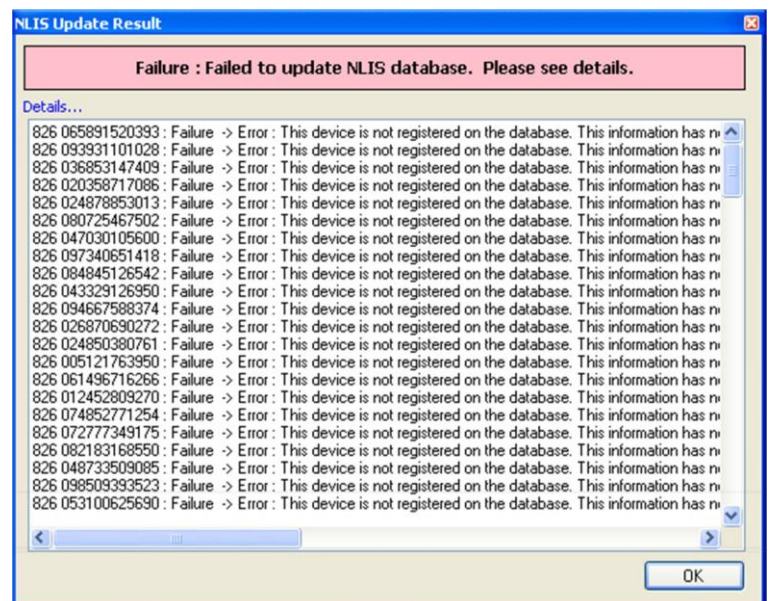 NLIS Update Result
Failure : Failed to update NLIS database. Please see details.
Details...
826 065891520393 : Failure -> Error : This device is not registered on the database. This information has
826 093931101028 : Failure -> Error : This device is not registered on the database. This information has
826 036853147409 : Failure -> Error : This device is not registered on the database. This information has
826 020358717086 : Failure -> Error : This device is not registered on the database. This information has
826 024878853013 : Failure -> Error : This device is not registered on the database. This information has
826 080725467502 : Failure -> Error : This device is not registered on the database. This information has
826 047030105600 : Failure -> Error : This device is not registered on the database. This information has
826 097340651418 : Failure -> Error : This device is not registered on the database. This information has
826 084845126542 : Failure -> Error : This device is not registered on the database. This information has
826 043329126950 : Failure -> Error : This device is not registered on the database. This information has
826 094667588374 : Failure -> Error : This device is not registered on the database. This information has
826 026870690272 : Failure -> Error : This device is not registered on the database. This information has
826 024850380761 : Failure -> Error : This device is not registered on the database. This information has
826 005121763950 : Failure -> Error : This device is not registered on the database. This information has
826 061496716266 : Failure -> Error : This device is not registered on the database. This information has
826 012452809270 : Failure -> Error : This device is not registered on the database. This information has
826 074852771254 : Failure -> Error : This device is not registered on the database. This information has
826 072777349175 : Failure -> Error : This device is not registered on the database. This information has
826 082183168550 : Failure -> Error : This device is not registered on the database. This information has
826 048733509085 : Failure -> Error : This device is not registered on the database. This information has
826 098509393523 : Failure -> Error : This device is not registered on the database. This information has
826 053100625690 : Failure -> Error : This device is not registered on the database. This information has
OK